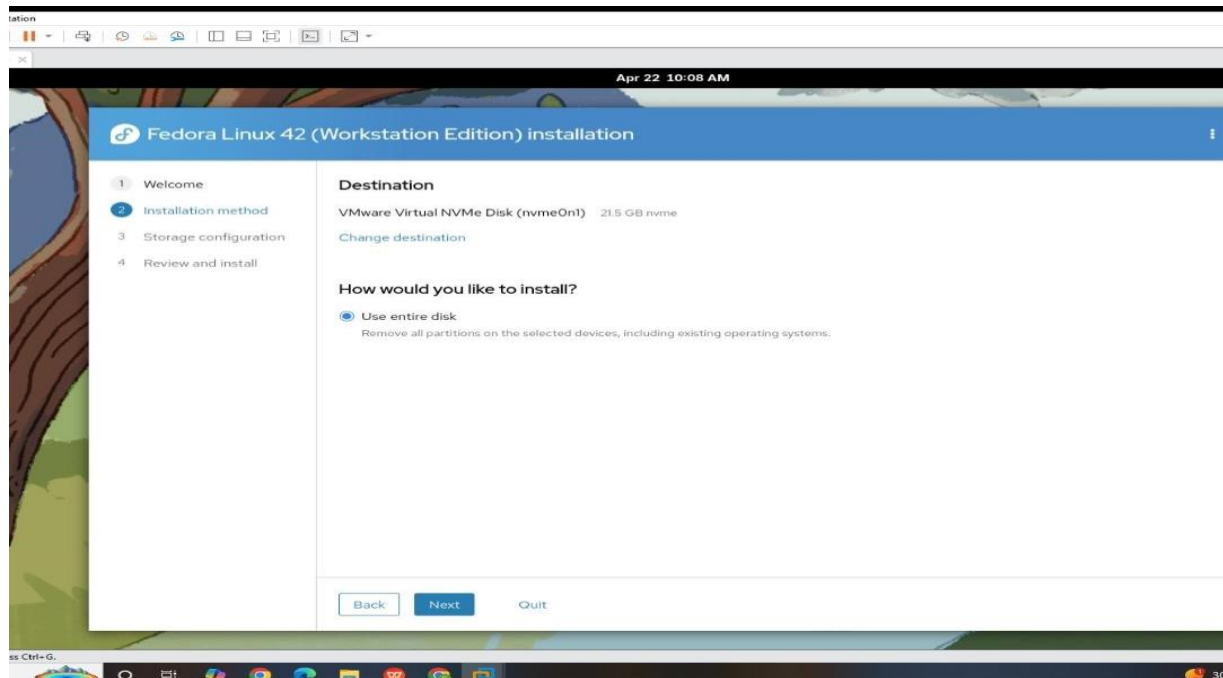 tation
Apr 22 10:08 AM
Fedora Linux 42 (Workstation Edition) installation
1 Welcome
2 Installation method
3 Storage configuration
4 Review and install
Destination
VMware Virtual NVMe Disk (nvme0n1) 21.5 GB nvme
Change destination
How would you like to install?
Use entire disk
Remove all partitions on the selected devices, including existing operating systems.
Back Next Quit
ss Ctrl+G.